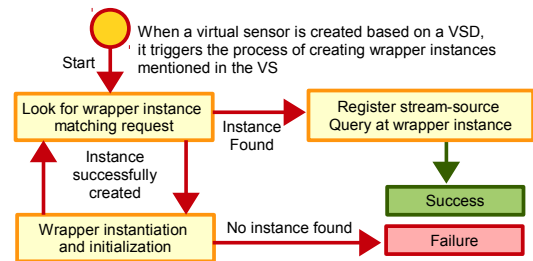 When a virtual sensor is created based on a VSD,
it triggers the process of creating wrapper instances
mentioned in the VS
Start
Look for wrapper instance
matching request
Instance
Found
Register stream-source
Query at wrapper instance
Instance
successfully
created
Success
Wrapper instantiation
and initialization
No instance found
Failure